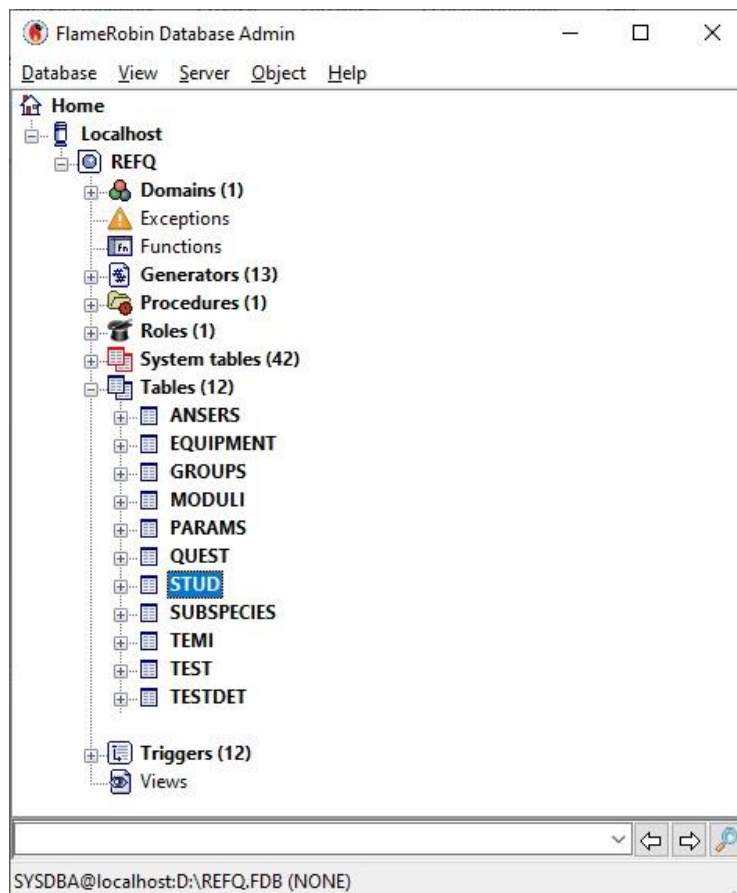 FlameRobin Database Admin
Database View Server Object Help
Home
Localhost
REFQ
Domains (1)
Exceptions
Fn Functions
Generators (13)
Procedures (1)
Roles (1)
System tables (42)
Tables (12)
ANSERS
EQUIPMENT
GROUPS
MODULI
PARAMS
QUEST
STUD
SUBSPECIES
TEMI
TEST
TESTDET
Triggers (12)
Views
SYSDBA@localhost:D:\REFQ.FDB (NONE)